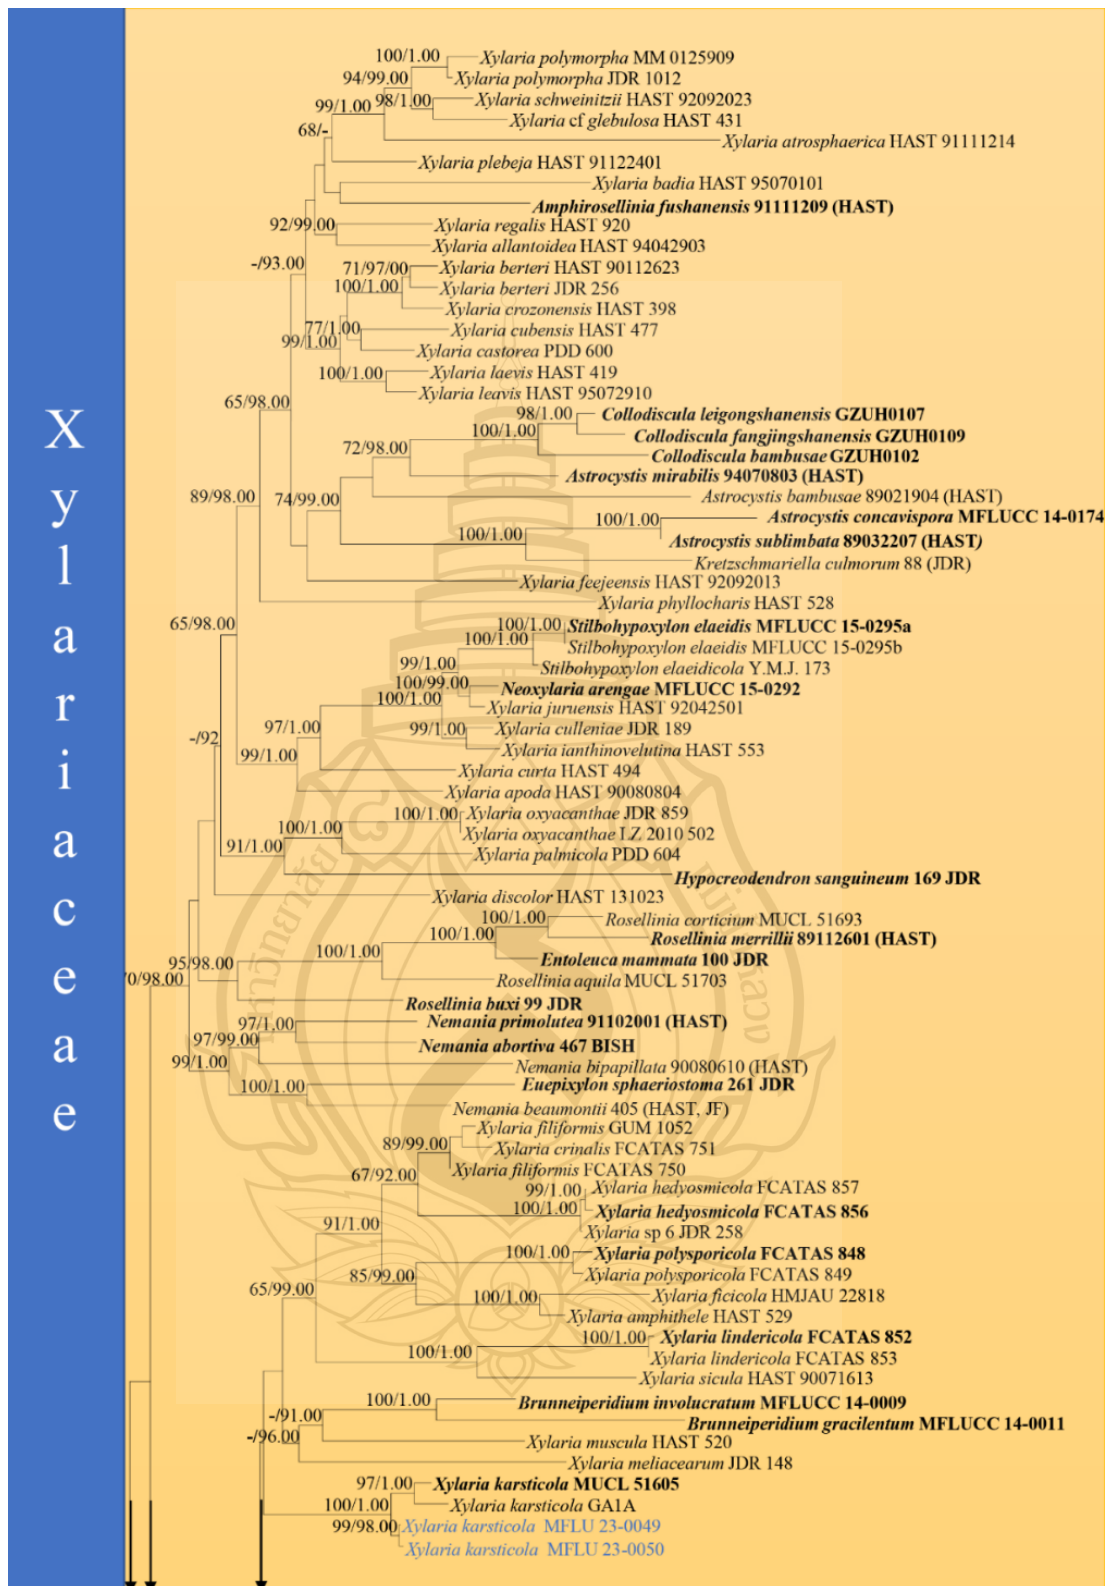 Xylariaceae
100/1.00
Xylaria polymorpha MM 0125909
94/99.00
Xylaria polymorpha JDR 1012
99/1.00
98/1.00
Xylaria schweinitzii HAST 92092023
Xylaria cf glebulosa HAST 431
68/-
Xylaria atrosphaerica HAST 91111214
Xylaria plebeja HAST 91122401
Xylaria badia HAST 95070101
Amphirosellinia fushanensis 91111209 (HAST)
92/99.00
Xylaria regalis HAST 920
Xylaria allantoidea HAST 94042903
-/93.00
71/97/00
Xylaria berteri HAST 90112623
100/1.00
Xylaria berteri JDR 256
Xylaria crozonensis HAST 398
77/1.00
Xylaria cubensis HAST 477
99/1.00
Xylaria castorea PDD 600
100/1.00
Xylaria laevis HAST 419
Xylaria leavis HAST 95072910
65/98.00
98/1.00
Collodiscula leigongshanensis GZUH0107
100/1.00
Collodiscula fangjingshanensis GZUH0109
72/98.00
Collodiscula bambusae GZUH0102
Astrocystis mirabilis 94070803 (HAST)
89/98.00
74/99.00
Astrocystis bambusae 89021904 (HAST)
100/1.00
Astrocystis concavispora MFLUCC 14-0174
100/1.00
Astrocystis sublimbata 89032207 (HAST)
Kretzschmariella culmorum 88 (JDR)
Xylaria feejeensis HAST 92092013
Xylaria phyllocharis HAST 528
65/98.00
100/1.00
Stilbohypoxylon elaeidis MFLUCC 15-0295a
100/1.00
Stilbohypoxylon elaeidis MFLUCC 15-0295b
99/1.00
Stilbohypoxylon elaeidicola Y.M.J. 173
100/99.00
Neoxylaria arengae MFLUCC 15-0292
100/1.00
Xylaria juruensis HAST 92042501
97/1.00
99/1.00
Xylaria culleniae JDR 189
-/92
Xylaria ianthinovelutina HAST 553
99/1.00
Xylaria curta HAST 494
Xylaria apoda HAST 90080804
100/1.00
Xylaria oxyacanthae JDR 859
100/1.00
Xylaria oxyacanthae LZ 2010 502
91/1.00
Xylaria palmicola PDD 604
Hypocreodendron sanguineum 169 JDR
Xylaria discolor HAST 131023
100/1.00
Rosellinia corticium MUCL 51693
100/1.00
Rosellinia merrillii 89112601 (HAST)
100/1.00
Entoleuca mammata 100 JDR
95/98.00
70/98.00
Rosellinia aquila MUCL 51703
Rosellinia buxi 99 JDR
97/1.00
Nemania primolutea 91102001 (HAST)
97/99.00
Nemania abortiva 467 BISH
99/1.00
Nemania bipapillata 90080610 (HAST)
100/1.00
Euepixylon sphaeriostoma 261 JDR
Nemania beaumontii 405 (HAST, JF)
Xylaria filiformis GUM 1052
89/99.00
Xylaria crinalis FCATAS 751
67/92.00
Xylaria filiformis FCATAS 750
99/1.00
Xylaria hedyosmicola FCATAS 857
100/1.00
Xylaria hedyosmicola FCATAS 856
91/1.00
Xylaria sp 6 JDR 258
100/1.00
Xylaria polysporicola FCATAS 848
85/99.00
Xylaria polysporicola FCATAS 849
65/99.00
100/1.00
Xylaria ficicola HMJAU 22818
Xylaria amphithele HAST 529
100/1.00
Xylaria lindericola FCATAS 852
100/1.00
Xylaria lindericola FCATAS 853
Xylaria sicula HAST 90071613
100/1.00
Brunneiperidium involucratum MFLUCC 14-0009
-/91.00
Brunneiperidium gracilentum MFLUCC 14-0011
-/96.00
Xylaria muscula HAST 520
Xylaria meliacearum JDR 148
97/1.00
Xylaria karsticola MUCL 51605
100/1.00
Xylaria karsticola GA1A
99/98.00
Xylaria karsticola MFLU 23-0049
Xylaria karsticola MFLU 23-0050